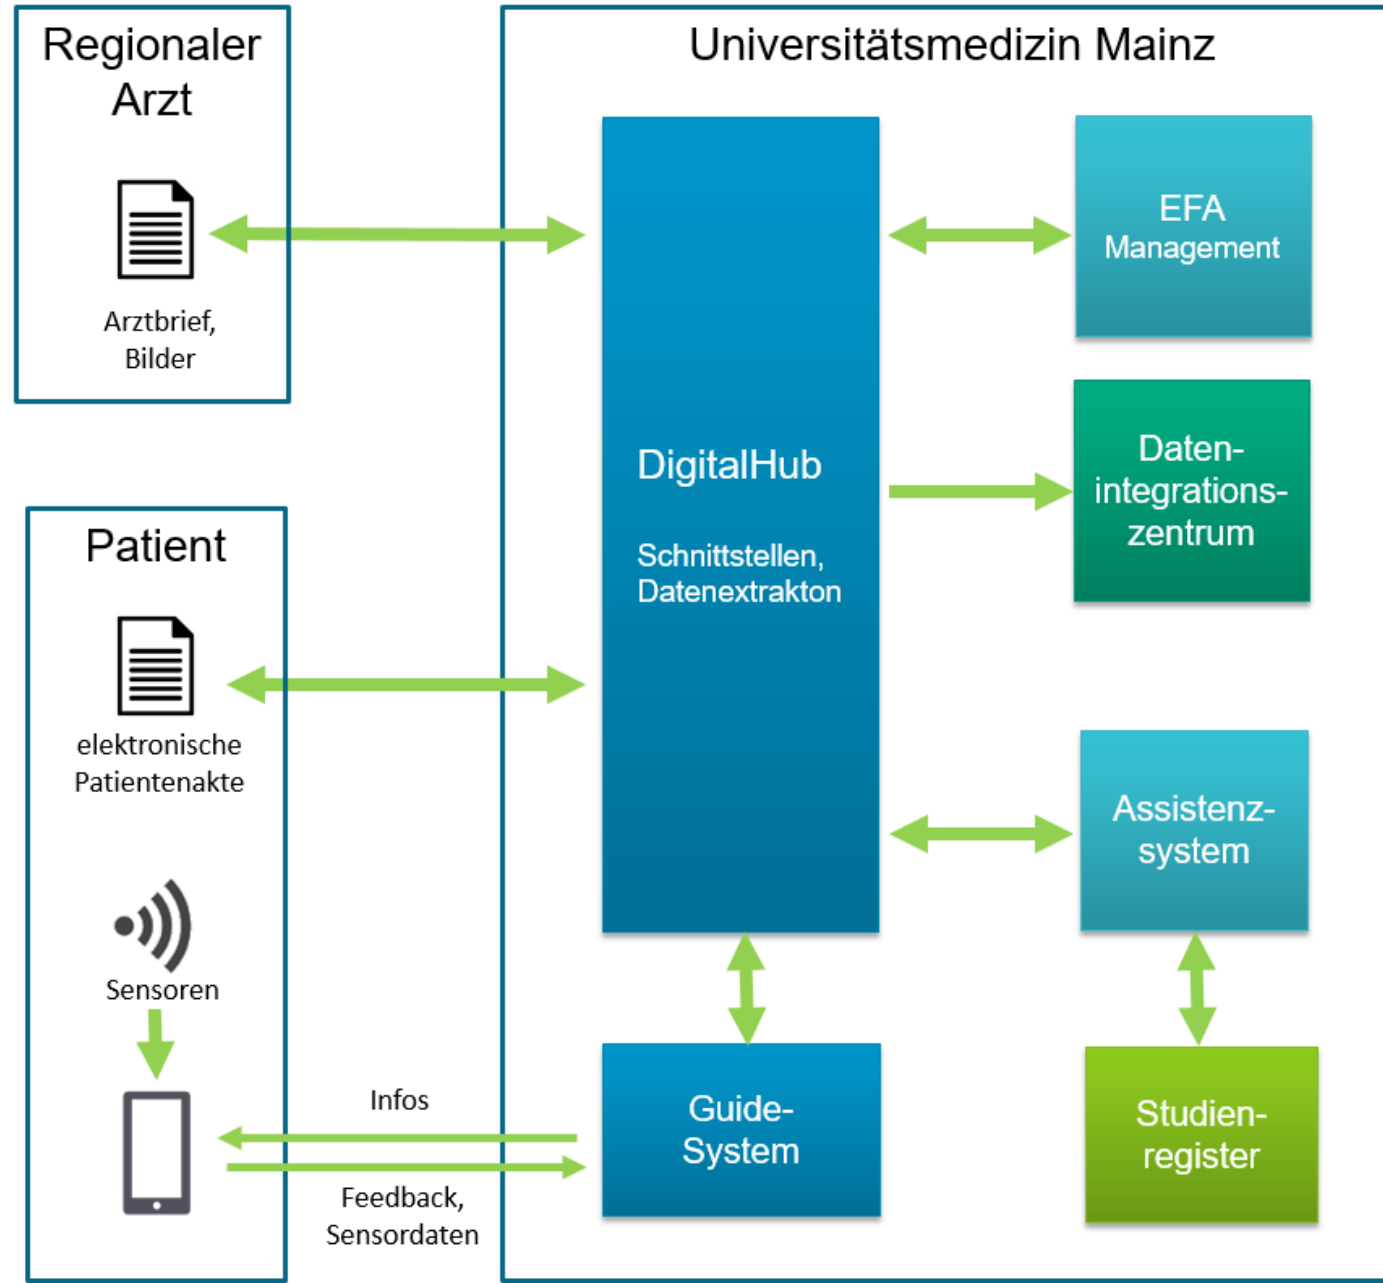 Regionaler
Arzt
Arztbrief,
Bilder
Patient
elektronische
Patientenakte
Sensoren
Infos
Feedback,
Sensordaten
Universitätsmedizin Mainz
DigitalHub
Schnittstellen,
Datenextrakton
EFA
Management
Daten-
integrations-
zentrum
Assistenz-
system
Guide-
System
Studien-
register